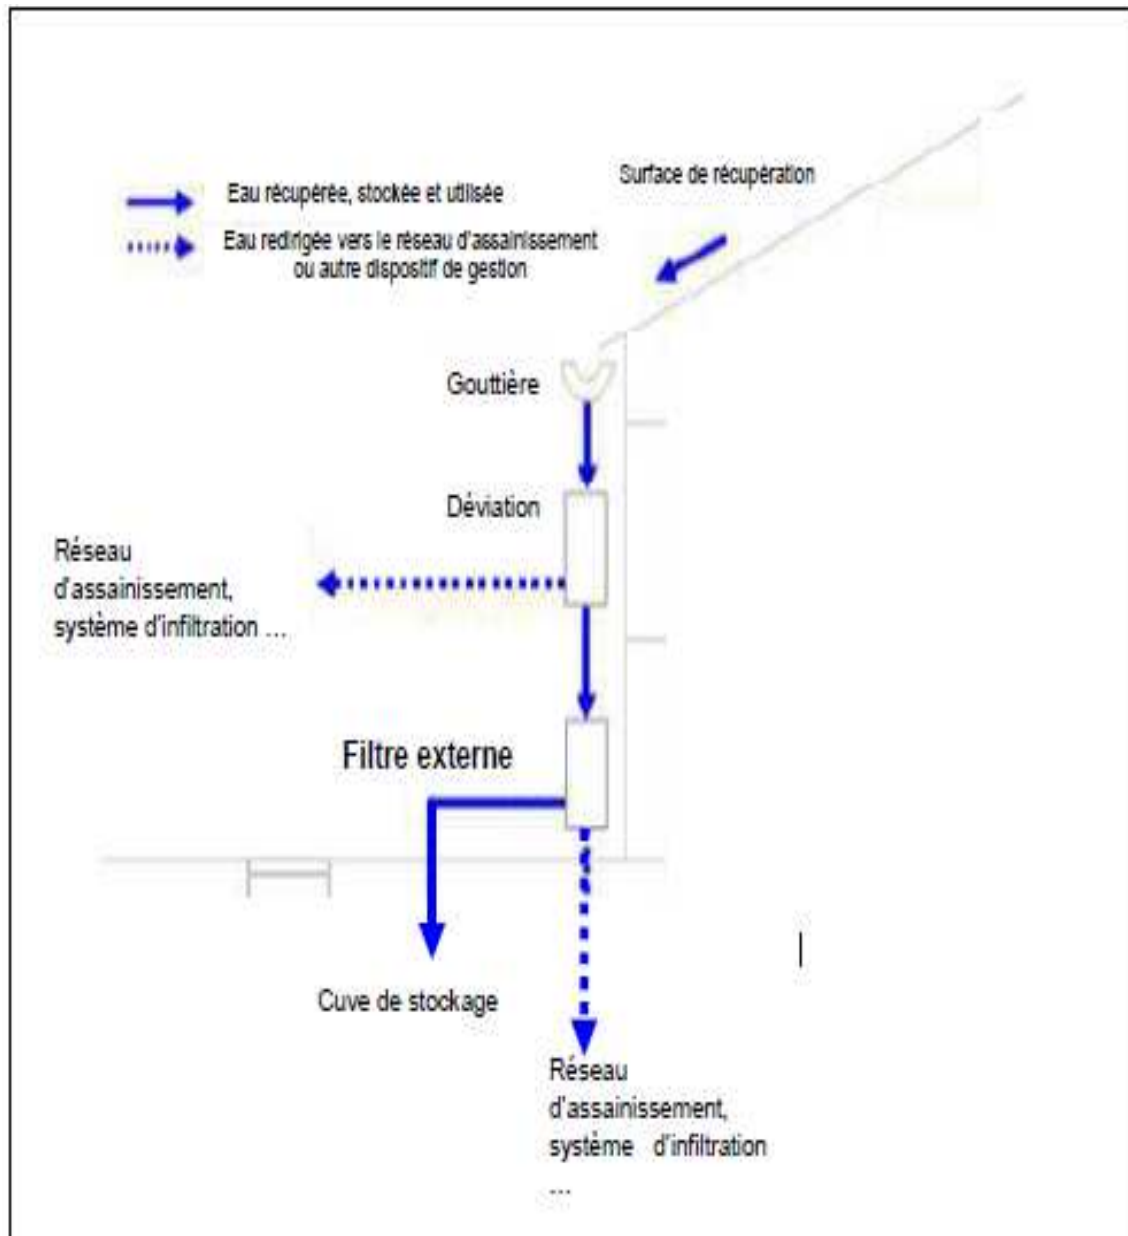 Surface de récupération
Eau récupérée, stockée et utilisée
Eau redirigée vers le réseau d'assainissement
ou autre dispositif de gestion
Gouttière
Déviation
Réseau
d'assainissement,
système d'infiltration ...
Filtre externe
Cuve de stockage
Réseau
d'assainissement,
système d'infiltration
...